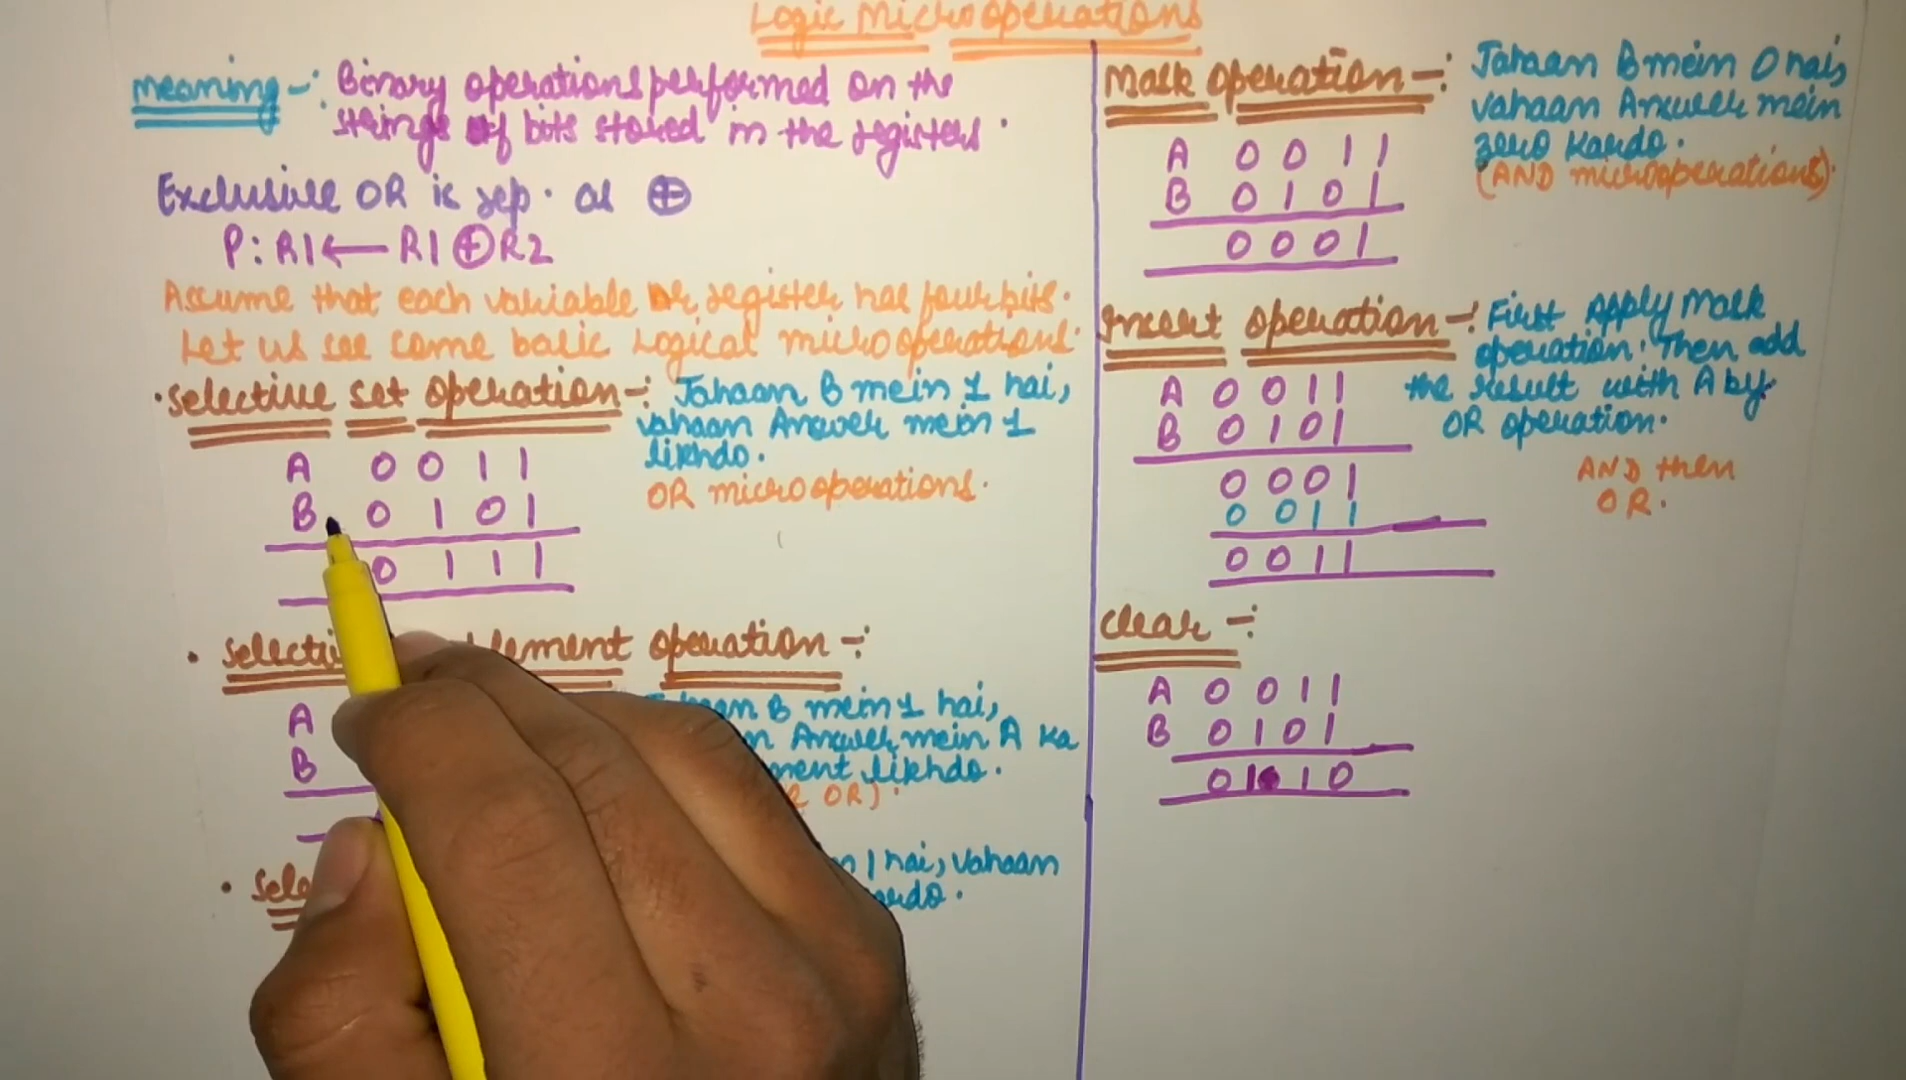 Logic Microoperations
Meaning -: Binary operations performed on the
strings of bits stored in the registers.
Exclusive OR is rep. as ⊕
P: R1 ← R1 ⊕ R2
Assume that each variable or register has four bits.
Let us see some basic logical microoperations.
• Selective set operation -: Jahaan B mein 1 hai,
vahaan Answer mein 1
likhdo.
OR microoperations.
A 0 0 1 1
B 0 1 0 1
0 1 1 1
• operation -:
A
B
B mein 1 hai,
Answer mein A ka
likhdo.
OR).
•
1 hai, vahaan
Mask operation -: Jahaan B mein 0 hai,
vahaan Answer mein
zero kardo.
(AND microoperations).
A 0 0 1 1
B 0 1 0 1
0 0 0 1
Insert operation -: First Apply Mask
operation. Then add
the result with A by
OR operation.
AND then
OR.
A 0 0 1 1
B 0 1 0 1
0 0 0 1
0 0 1 1
0 0 1 1
Clear -:
A 0 0 1 1
B 0 1 0 1
0 1 1 0